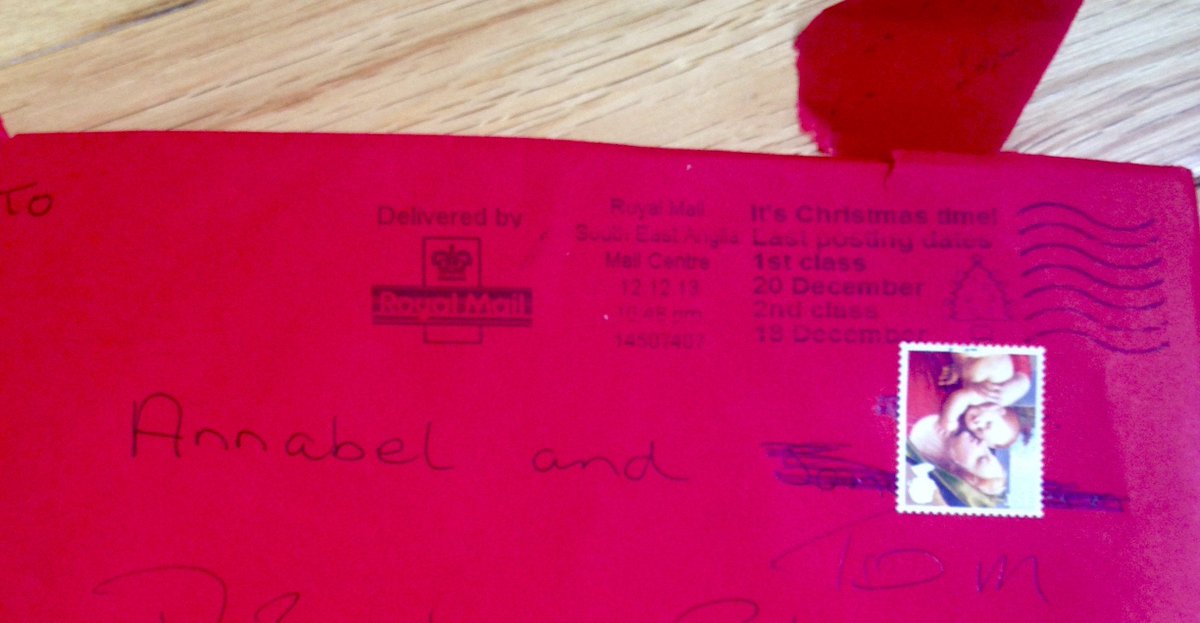 To
Delivered by
Royal Mail
Royal Mail
South East Anglia
Mail Centre
12.12.13
It's Christmas time!
Last posting dates
1st class
20 December
2nd class
18 December
Annabel and
Tom